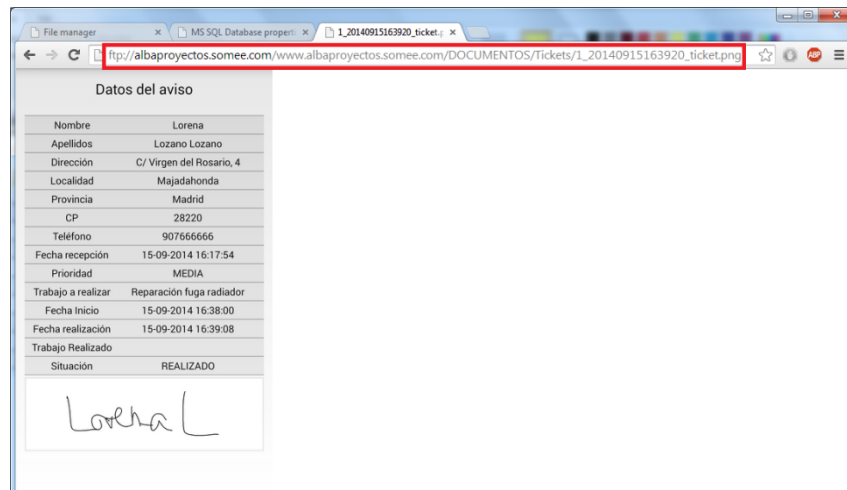 File manager
MS SQL Database properti
1_20140915163920_ticket.p
ftp://albaproyectos.somee.com/www.albaproyectos.somee.com/DOCUMENTOS/Tickets/1_20140915163920_ticket.png
ABP
Datos del aviso
Nombre Lorena
Apellidos Lozano Lozano
Dirección C/ Virgen del Rosario, 4
Localidad Majadahonda
Provincia Madrid
CP 28220
Teléfono 907666666
Fecha recepción 15-09-2014 16:17:54
Prioridad MEDIA
Trabajo a realizar Reparación fuga radiador
Fecha Inicio 15-09-2014 16:38:00
Fecha realización 15-09-2014 16:39:08
Trabajo Realizado
Situación REALIZADO
Lorena L